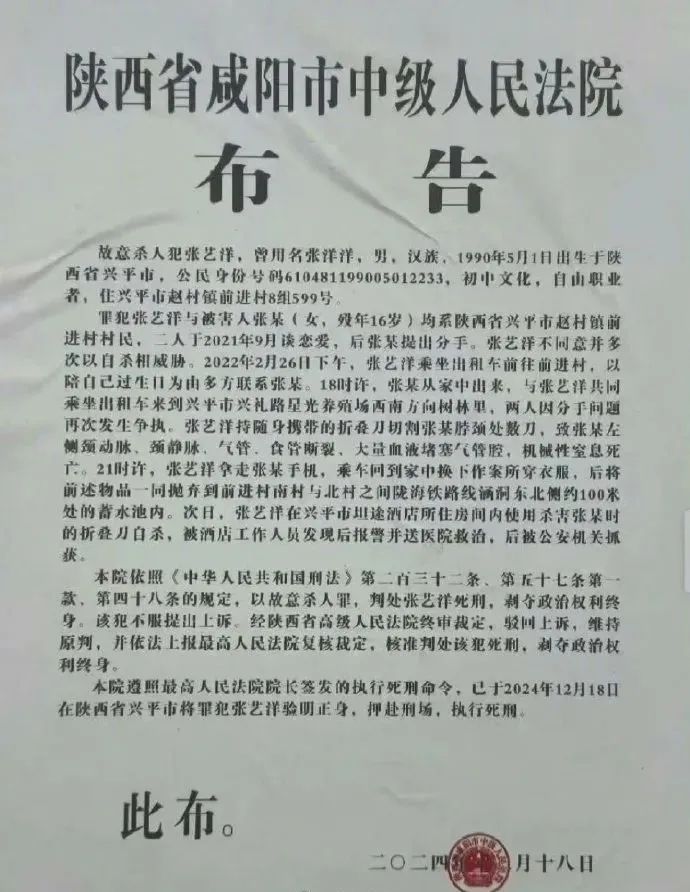 陕西省咸阳市中级人民法院
布 告
故意杀人犯张艺洋，曾用名张洋洋，男，汉族，1990年5月1日出生于陕
西省兴平市，公民身份号码610481199005012233，初中文化，自由职业
者，住兴平市赵村镇前进村8组599号。
罪犯张艺洋与被害人张某（女，殁年16岁）均系陕西省兴平市赵村镇前
进村村民，二人于2021年9月谈恋爱，后张某提出分手。张艺洋不同意并多
次以自杀相威胁。2022年2月26日下午，张艺洋乘坐出租车前往前进村，以
陪自己过生日为由多方联系张某。18时许，张某从家中出来，与张艺洋共同
乘坐出租车来到兴平市兴礼路星光养殖场西南方向树林里，两人因分手问题
再次发生争执。张艺洋持随身携带的折叠刀切割张某脖颈处数刀，致张某左
侧颈动脉、颈静脉、气管、食管断裂、大量血液堵塞气管腔，机械性窒息死
亡。21时许，张艺洋拿走张某手机，乘车回到家中换下作案所穿衣服，后将
前述物品一同抛弃到前进村南村与北村之间陇海铁路线涵洞东北侧约100米
处的蓄水池内。次日，张艺洋在兴平市坦途酒店所住房间内使用杀害张某时
的折叠刀自杀，被酒店工作人员发现后报警并送医院救治，后被公安机关抓
获。
本院依照《中华人民共和国刑法》第二百三十二条、第五十七条第一
款、第四十八条的规定，以故意杀人罪，判处张艺洋死刑，剥夺政治权利终
身。该犯不服提出上诉。经陕西省高级人民法院终审裁定，驳回上诉，维持
原判，并依法上报最高人民法院复核裁定，核准判处该犯死刑，剥夺政治权
利终身。
本院遵照最高人民法院院长签发的执行死刑命令，已于2024年12月18日
在陕西省兴平市将罪犯张艺洋验明正身，押赴刑场，执行死刑。
此布。
二〇二四 月十八日